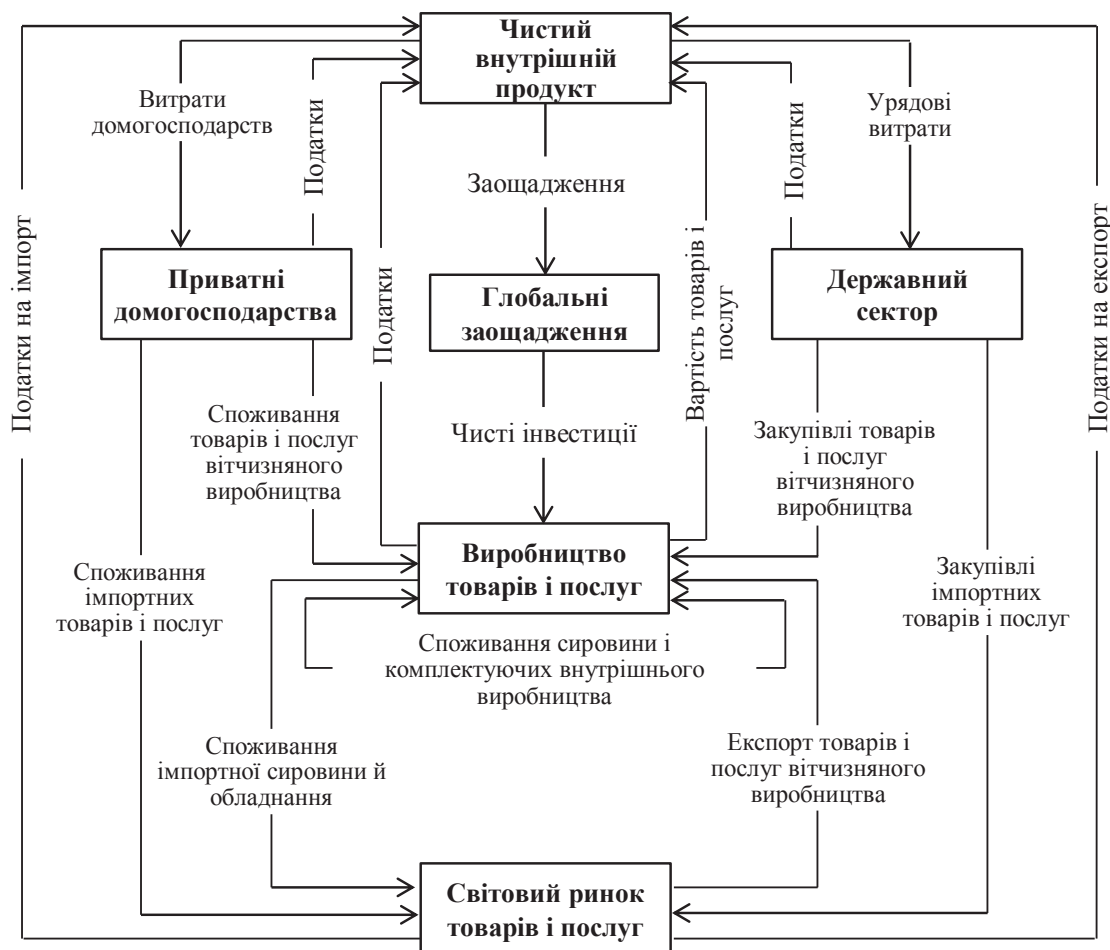 Чистий
внутрішній
продукт
Витрати
домогосподарств
Податки
Податки
Заощадження
Вартість товарів і
послуг
Податки
Урядові
витрати
Податки на імпорт
Податки на експорт
Приватні
домогосподарства
Глобальні
заощадження
Державний
сектор
Споживання
товарів і послуг
вітчизняного
виробництва
Чисті інвестиції
Закупівлі товарів
і послуг
вітчизняного
виробництва
Споживання
імпортних
товарів і послуг
Виробництво
товарів і послуг
Закупівлі
імпортних
товарів і послуг
Споживання сировини і
комплектуючих внутрішнього
виробництва
Споживання
імпортної сировини й
обладнання
Експорт товарів і
послуг вітчизняного
виробництва
Світовий ринок
товарів і послуг